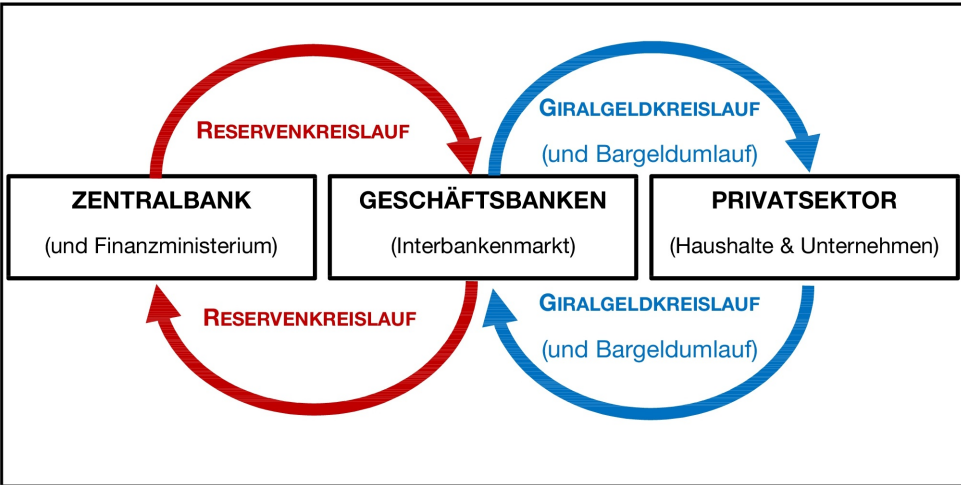 RESERVENKREISLAUF
GIRALGELDKREISLAUF
(und Bargeldumlauf)
ZENTRALBANK
(und Finanzministerium)
GESCHÄFTSBANKEN
(Interbankenmarkt)
PRIVATSEKTOR
(Haushalte & Unternehmen)
RESERVENKREISLAUF
GIRALGELDKREISLAUF
(und Bargeldumlauf)